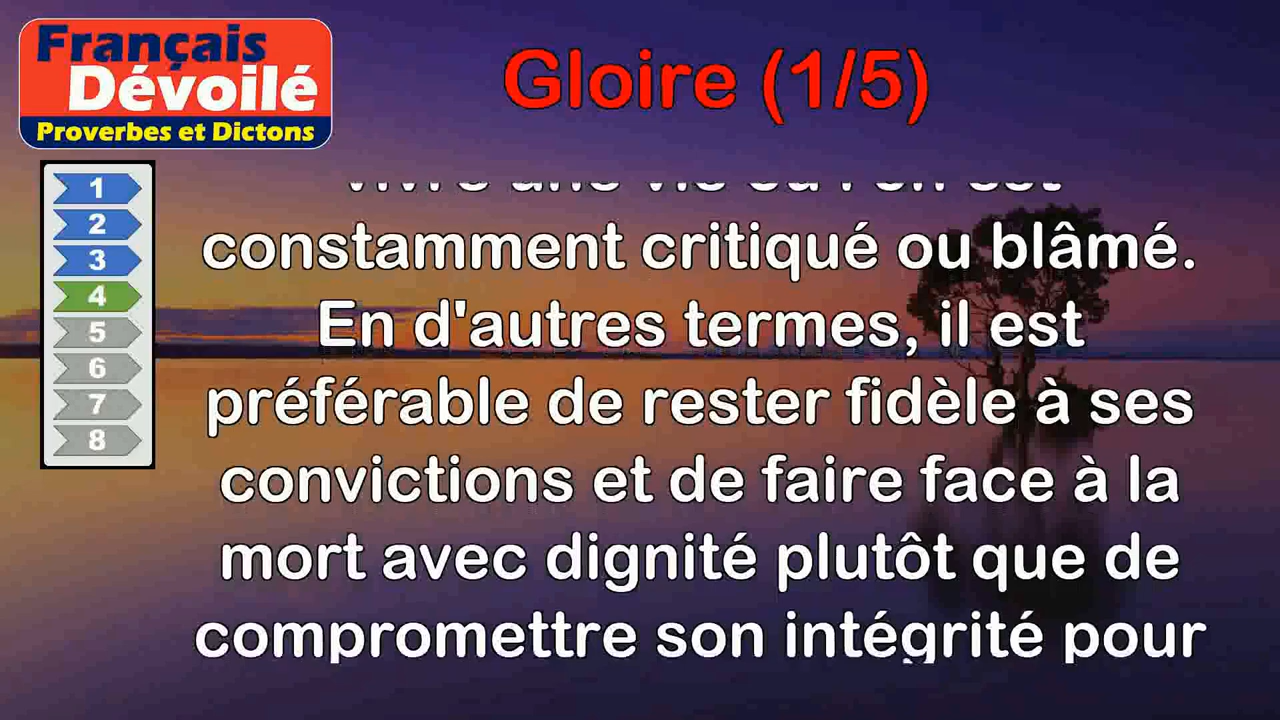 Français
Dévoilé
Proverbes et Dictons
Gloire (1/5)
1
2
3
4
5
6
7
8
constamment critiqué ou blâmé.
En d'autres termes, il est
préférable de rester fidèle à ses
convictions et de faire face à la
mort avec dignité plutôt que de
compromettre son intégrité pour